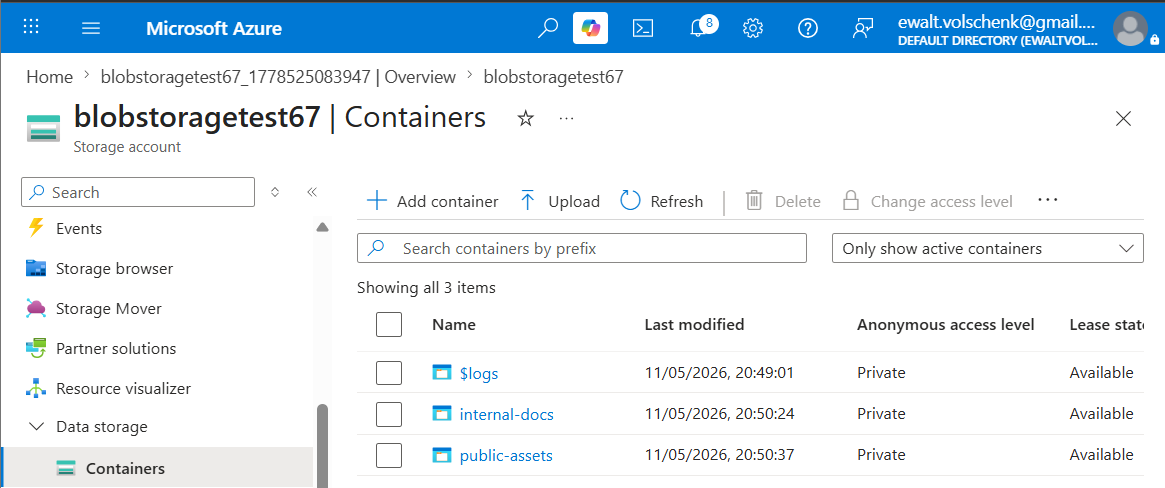 Microsoft Azure
8
ewalt.volschenk@gmail....
DEFAULT DIRECTORY (EWALTVOL...
Home > blobstoragetest67_1778525083947 | Overview > blobstoragetest67
blobstoragetest67 | Containers
Storage account
Search
Events
Storage browser
Storage Mover
Partner solutions
Resource visualizer
Data storage
Containers
Add container Upload Refresh Delete Change access level ...
Search containers by prefix
Only show active containers
Showing all 3 items
Name Last modified Anonymous access level Lease state
$logs 11/05/2026, 20:49:01 Private Available
internal-docs 11/05/2026, 20:50:24 Private Available
public-assets 11/05/2026, 20:50:37 Private Available